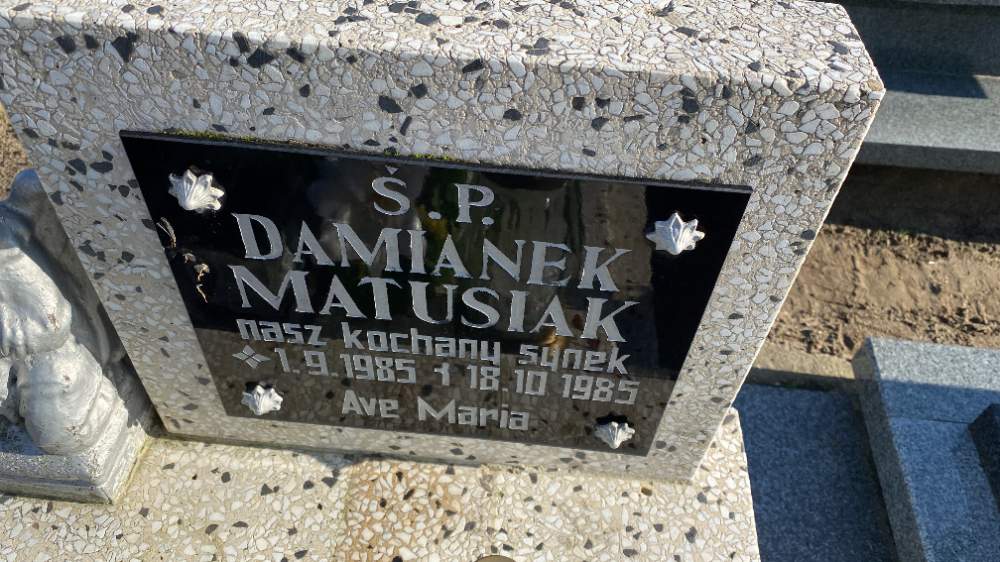 Ś.P.
DAMIANEK
MATUSIAK
nasz kochany synek
1.9.1985 18.10 1985
Ave Maria